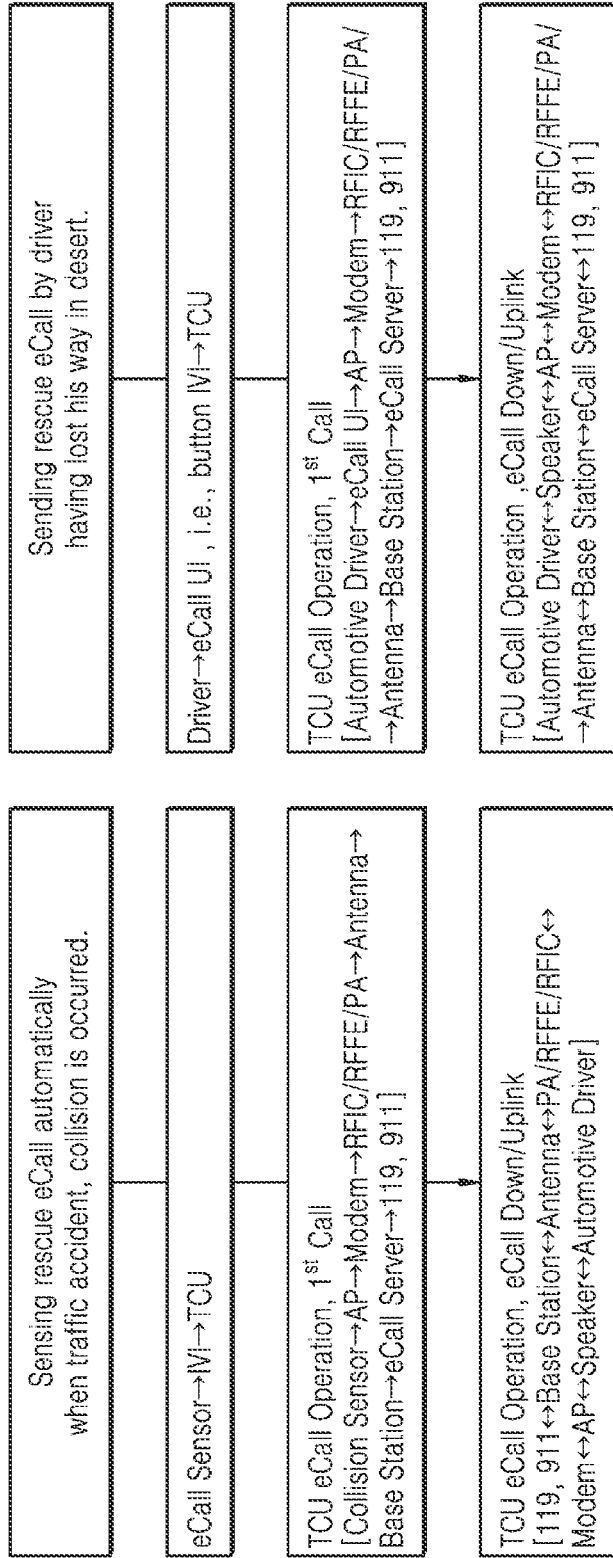 Sensing rescue eCall automatically
when traffic accident, collision is occurred.
eCall Sensor→IVI→TCU
TCU eCall Operation, 1st Call
[Collision Sensor→AP→Modem→RFIC/RFFE/PA→Antenna→
Base Station→eCall Server→119, 911]
TCU eCall Operation, eCall Down/Uplink
[119, 911↔Base Station↔Antenna↔PA/RFFE/RFIC↔
Modem↔AP↔Speaker↔Automotive Driver]
Sending rescue eCall by driver
having lost his way in desert.
Driver→eCall UI , i.e., button IVI→TCU
TCU eCall Operation, 1st Call
[Automotive Driver→eCall UI→AP→Modem→RFIC/RFFE/PA/
→Antenna→Base Station→eCall Server→119, 911]
TCU eCall Operation ,eCall Down/Uplink
[Automotive Driver↔Speaker↔AP↔Modem↔RFIC/RFFE/PA/
→Antenna↔Base Station↔eCall Server↔119, 911]